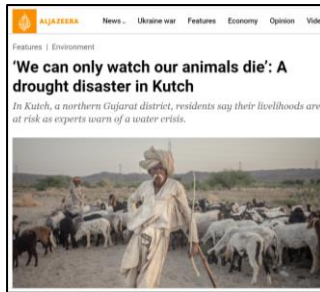 ALJAZEERA News Ukraine war Features Economy Opinion Vide
Features | Environment
‘We can only watch our animals die’: A
drought disaster in Kutch
In Kutch, a northern Gujarat district, residents say their livelihoods are
at risk as experts warn of a water crisis.